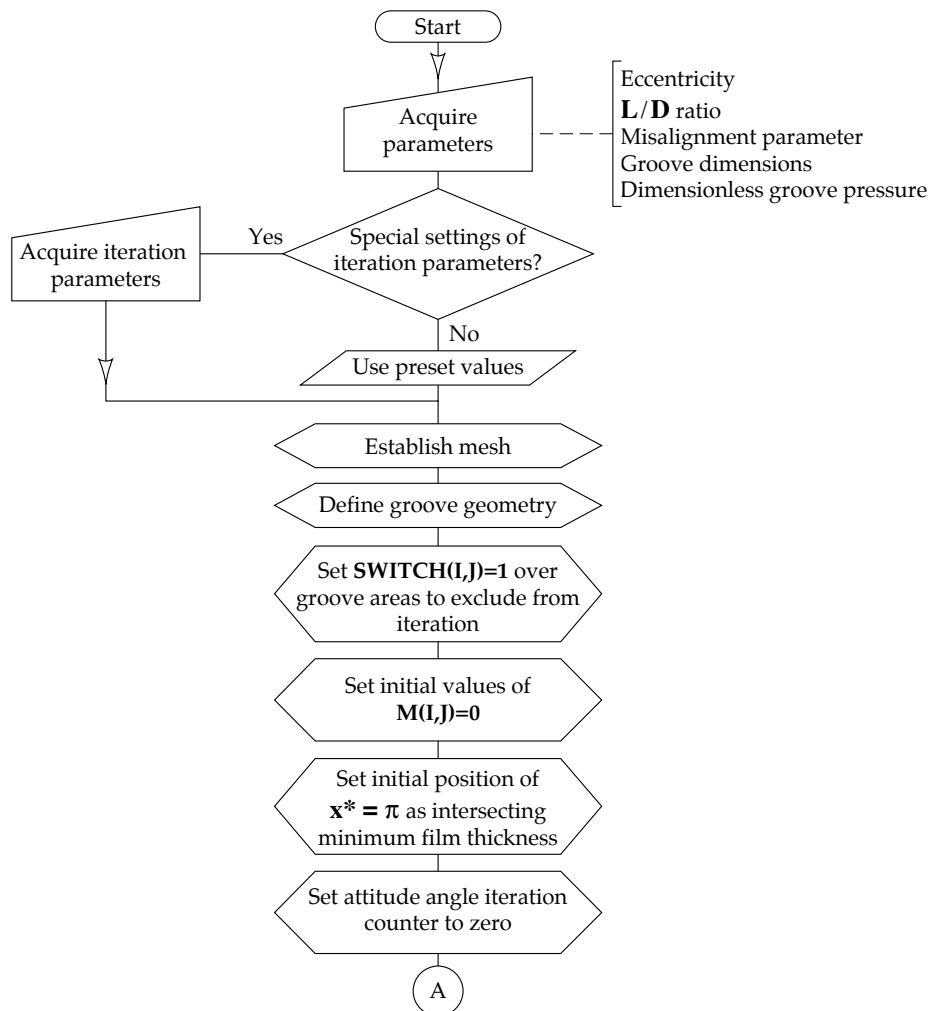 Start
Acquire
parameters
Eccentricity
L/D ratio
Misalignment parameter
Groove dimensions
Dimensionless groove pressure
Special settings of
iteration parameters?
Yes
Acquire iteration
parameters
No
Use preset values
Establish mesh
Define groove geometry
Set SWITCH(I,J)=1 over
groove areas to exclude from
iteration
Set initial values of
M(I,J)=0
Set initial position of
x* = π as intersecting
minimum film thickness
Set attitude angle iteration
counter to zero
A